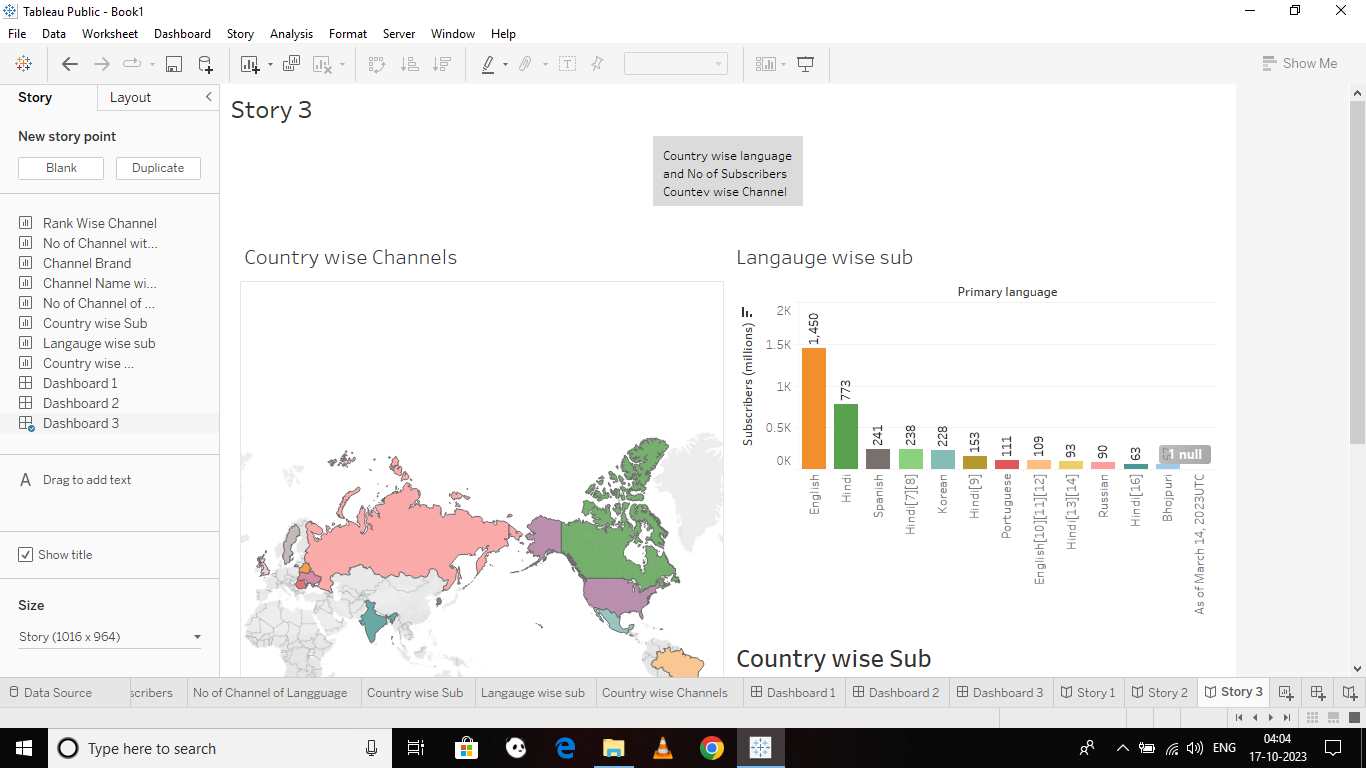 Tableau Public - Book1
File Data Worksheet Dashboard Story Analysis Format Server Window Help
Show Me
Story Layout
New story point
Blank Duplicate
Rank Wise Channel
No of Channel wit...
Channel Brand
Channel Name wi...
No of Channel of ...
Country wise Sub
Langauge wise sub
Country wise ...
Dashboard 1
Dashboard 2
Dashboard 3
A Drag to add text
Show title
Size
Story (1016 x 964)
Story 3
Country wise language
and No of Subscribers
Countev wise Channel
Country wise Channels
Langauge wise sub
Primary language
Subscribers (millions)
2K
1.5K
1K
0.5K
0K
1,450
773
241
238
228
153
111
109
93
90
63
1 null
English
Hindi
Spanish
Hindi[7][8]
Korean
Hindi[9]
Portuguese
English[10][11][12]
Hindi[13][14]
Russian
Hindi[16]
Bhojpuri
As of March 14, 2023UTC
Country wise Sub
Data Source scribers No of Channel of Langguage Country wise Sub Langauge wise sub Country wise Channels Dashboard 1 Dashboard 2 Dashboard 3 Story 1 Story 2 Story 3
Type here to search
ENG
04:04
17-10-2023